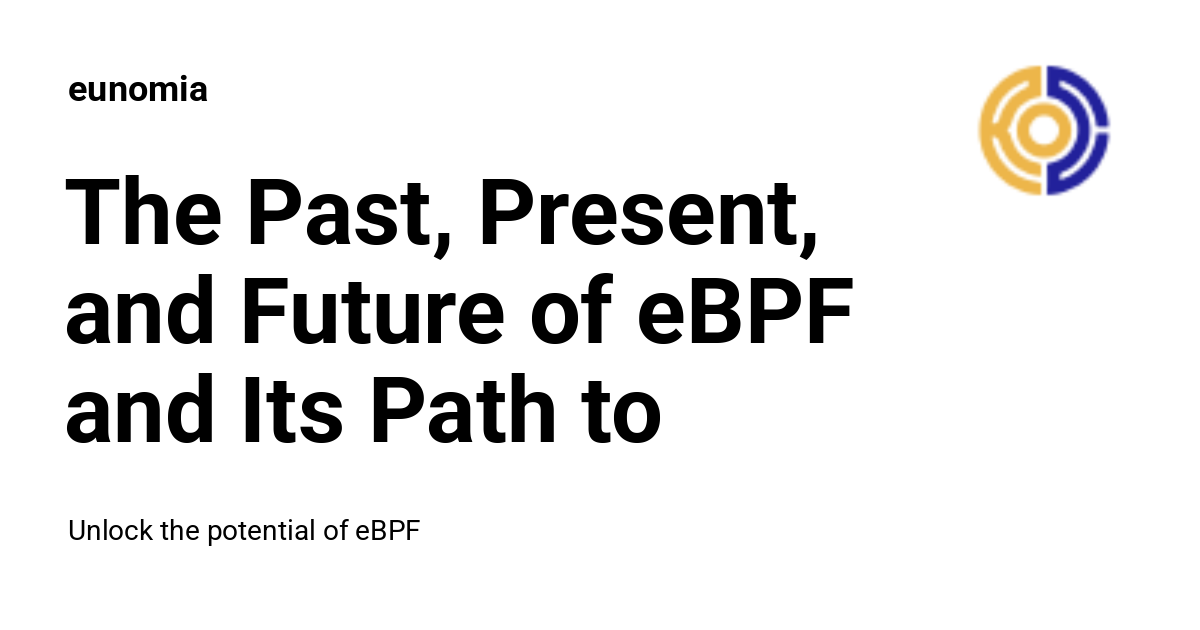 eunomia
The Past, Present,
and Future of eBPF
and Its Path to
Unlock the potential of eBPF